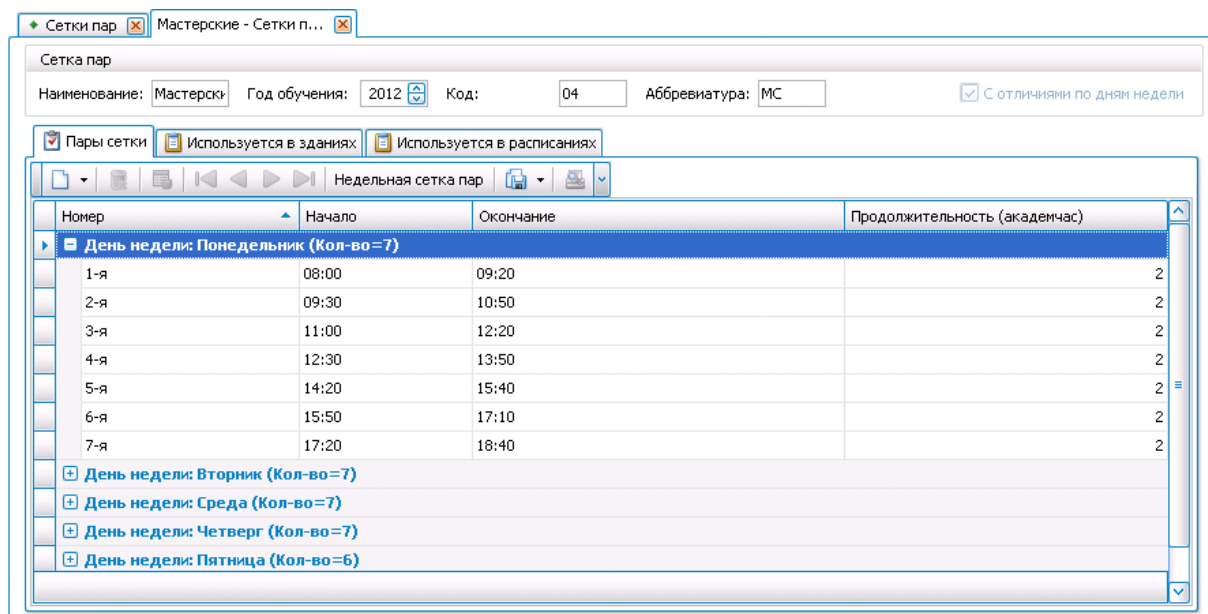 Сетки пар Мастерские - Сетки п...
Сетка пар
Наименование: Мастерски Год обучения: 2012 Код: 04 Аббревиатура: МС С отличиями по дням недели
Пары сетки Используется в зданиях Используется в расписаниях
Недельная сетка пар
Номер Начало Окончание Продолжительность (академчас)
День недели: Понедельник (Кол-во=7)
1-я 08:00 09:20 2
2-я 09:30 10:50 2
3-я 11:00 12:20 2
4-я 12:30 13:50 2
5-я 14:20 15:40 2
6-я 15:50 17:10 2
7-я 17:20 18:40 2
День недели: Вторник (Кол-во=7)
День недели: Среда (Кол-во=7)
День недели: Четверг (Кол-во=7)
День недели: Пятница (Кол-во=6)